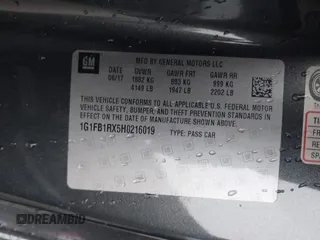 GM
MFD BY GENERAL MOTORS LLC
DATE GVWR GAWR FRT GAWR RR
06/17 1882 KG 883 KG 999 KG
4149 LB 1947 LB 2202 LB
THIS VEHICLE CONFORMS TO ALL APPLICABLE U.S. FEDERAL MOTOR
VEHICLE SAFETY, BUMPER, AND THEFT PREVENTION STANDARDS
IN EFFECT ON THE DATE OF MANUFACTURE SHOWN ABOVE.
1G1FB1RX5H0216019 TYPE: PASS CAR
DREAMBID